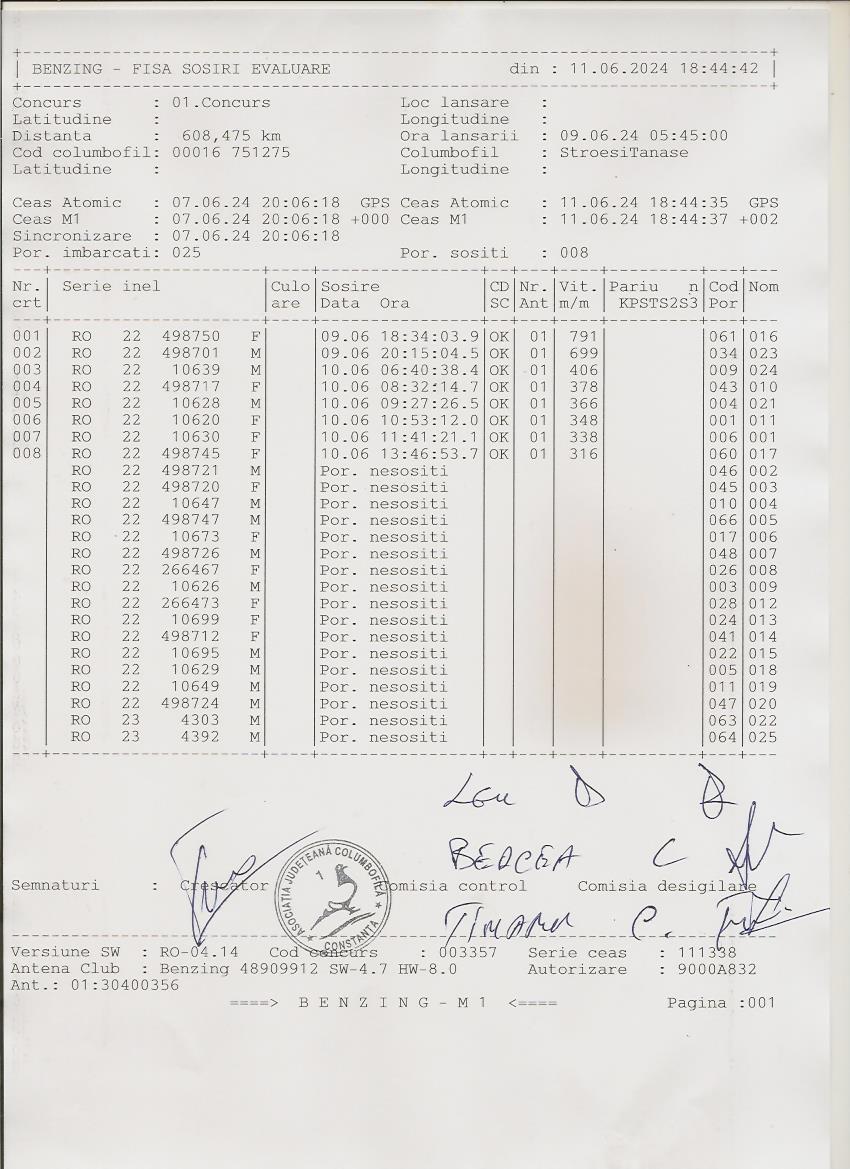 BENZING - FISA SOSIRI EVALUARE din : 11.06.2024 18:44:42
Concurs : 01.Concurs Loc lansare :
Latitudine : Longitudine :
Distanta : 608,475 km Ora lansarii : 09.06.24 05:45:00
Cod columbofil: 00016 751275 Columbofil : StroesiTanase
Latitudine : Longitudine :
Ceas Atomic : 07.06.24 20:06:18 GPS Ceas Atomic : 11.06.24 18:44:35 GPS
Ceas M1 : 07.06.24 20:06:18 +000 Ceas M1 : 11.06.24 18:44:37 +002
Sincronizare : 07.06.24 20:06:18
Por. imbarcati: 025 Por. sositi : 008
Nr. Serie inel Culo Sosire CD Nr. Vit. Pariu n Cod Nom
crt are Data Ora SC Ant m/m KPSTS2S3 Por
001 RO 22 498750 F 09.06 18:34:03.9 OK 01 791 061 016
002 RO 22 498701 M 09.06 20:15:04.5 OK 01 699 034 023
003 RO 22 10639 M 10.06 06:40:38.4 OK 01 406 009 024
004 RO 22 498717 F 10.06 08:32:14.7 OK 01 378 043 010
005 RO 22 10628 M 10.06 09:27:26.5 OK 01 366 004 021
006 RO 22 10620 F 10.06 10:53:12.0 OK 01 348 001 011
007 RO 22 10630 F 10.06 11:41:21.1 OK 01 338 006 001
008 RO 22 498745 F 10.06 13:46:53.7 OK 01 316 060 017
RO 22 498721 M Por. nesositi 046 002
RO 22 498720 F Por. nesositi 045 003
RO 22 10647 M Por. nesositi 010 004
RO 22 498747 M Por. nesositi 066 005
RO 22 10673 F Por. nesositi 017 006
RO 22 498726 M Por. nesositi 048 007
RO 22 266467 F Por. nesositi 026 008
RO 22 10626 M Por. nesositi 003 009
RO 22 266473 F Por. nesositi 028 012
RO 22 10699 F Por. nesositi 024 013
RO 22 498712 F Por. nesositi 041 014
RO 22 10695 M Por. nesositi 022 015
RO 22 10629 M Por. nesositi 005 018
RO 22 10649 M Por. nesositi 011 019
RO 22 498724 M Por. nesositi 047 020
RO 23 4303 M Por. nesositi 063 022
RO 23 4392 M Por. nesositi 064 025
Leu D
BERCEA C
Semnaturi : Crescator Comisia control Comisia desigilare
ASOCIATIA JUDEȚEANĂ COLUMBOFILĂ
1
CONSTANTA
TIMARU C.
Versiune SW : RO-04.14 Cod concurs : 003357 Serie ceas : 111338
Antena Club : Benzing 48909912 SW-4.7 HW-8.0 Autorizare : 9000A832
Ant.: 01:30400356
====> B E N Z I N G - M 1 <==== Pagina :001